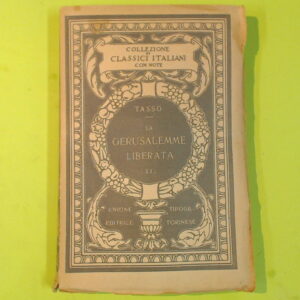 COLLEZIONE
DI
CLASSICI ITALIANI
CON NOTE
TASSO
LA
GERUSALEMME
LIBERATA
II.
UNIONE TIPOGR.
EDITRICE TORINESE